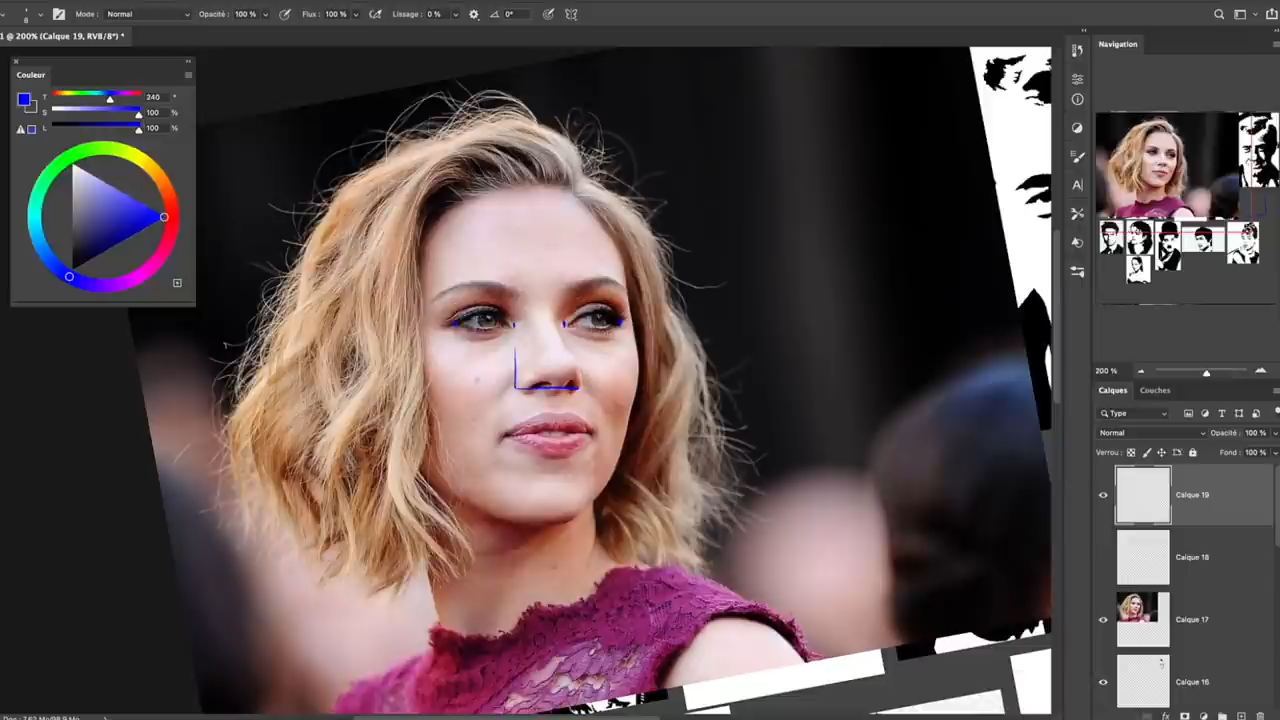 Mode : Normal Opacité : 100 % Flux : 100 % Lissage : 0 % 0°
8
1 @ 200% (Calque 19, RVB/8*) *
Couleur
T 240 °
S 100 %
L 100 %
Navigation
200 %
Calques Couches
Type
Normal Opacité : 100 %
Verrou : Fond : 100 %
Calque 19
Calque 18
Calque 17
Calque 16
fx